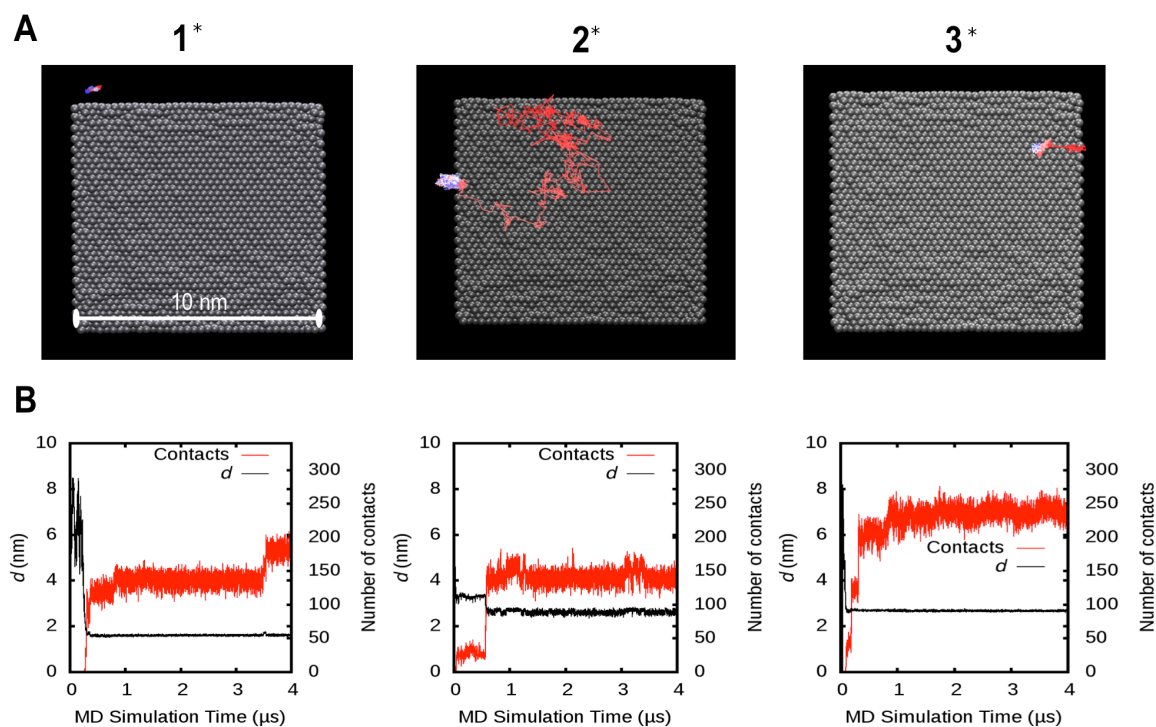 A
1* 2* 3*
10 nm
B
10 8 6 4 2 0
d (nm)
Contacts
d
300 250 200 150 100 50 0
Number of contacts
0 1 2 3 4
MD Simulation Time (µs)
10 8 6 4 2 0
d (nm)
Contacts
d
300 250 200 150 100 50 0
Number of contacts
0 1 2 3 4
MD Simulation Time (µs)
10 8 6 4 2 0
d (nm)
Contacts
d
300 250 200 150 100 50 0
Number of contacts
0 1 2 3 4
MD Simulation Time (µs)